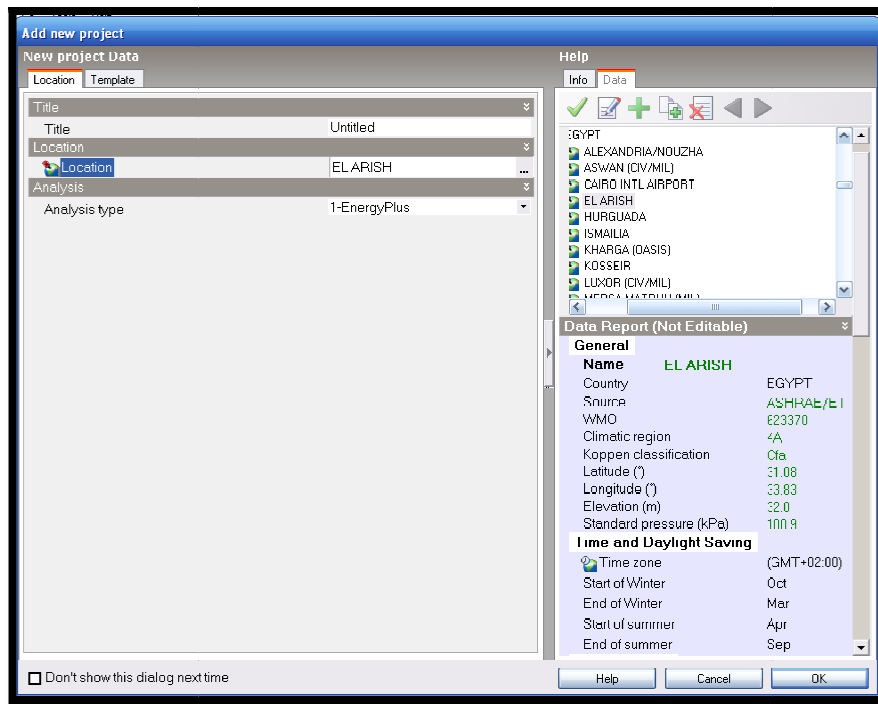 Add new project
New project Data
Location Template
Title
Title Untitled
Location
Location EL ARISH ...
Analysis
Analysis type 1-EnergyPlus
Don't show this dialog next time
Help
Info Data
EGYPT
ALEXANDRIA/NOUZHA
ASWAN (CIV/MIL)
CAIRO INTL AIRPORT
EL ARISH
HURGUADA
ISMAILIA
KHARGA (OASIS)
KOSSEIR
LUXOR (CIV/MIL)
MERSA MATRUH (MIL)
Data Report (Not Editable)
General
Name EL ARISH
Country EGYPT
Source ASHRAE/ET
WMO 623370
Climatic region 4A
Koppen classification Cfa
Latitude (°) 31.08
Longitude (°) 33.83
Elevation (m) 32.0
Standard pressure (kPa) 100.9
Time and Daylight Saving
Time zone (GMT+02:00)
Start of Winter Oct
End of Winter Mar
Start of summer Apr
End of summer Sep
Help Cancel OK